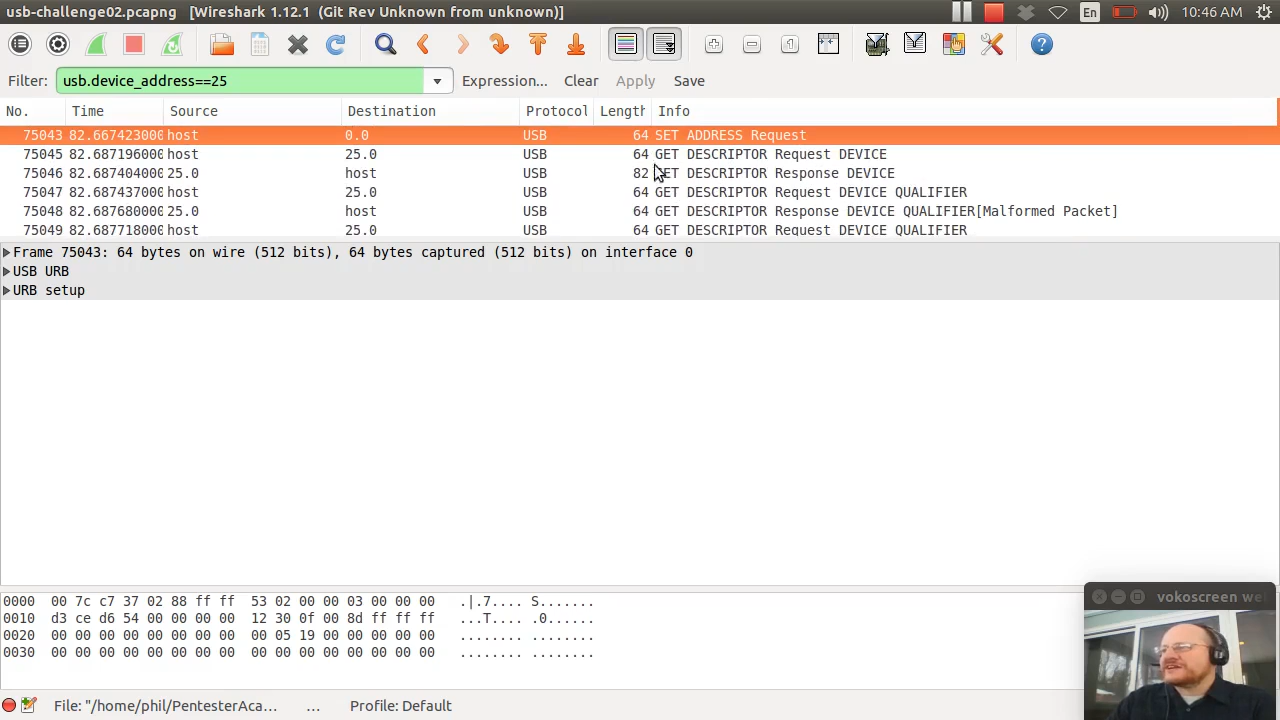 usb-challenge02.pcapng   [Wireshark 1.12.1  (Git Rev Unknown from unknown)]
En 10:46 AM
Filter: usb.device_address==25 Expression... Clear Apply Save
No. Time Source Destination Protocol Length Info
75043 82.667423000 host 0.0 USB 64 SET ADDRESS Request
75045 82.687196000 host 25.0 USB 64 GET DESCRIPTOR Request DEVICE
75046 82.687404000 25.0 host USB 82 GET DESCRIPTOR Response DEVICE
75047 82.687437000 host 25.0 USB 64 GET DESCRIPTOR Request DEVICE QUALIFIER
75048 82.687680000 25.0 host USB 64 GET DESCRIPTOR Response DEVICE QUALIFIER[Malformed Packet]
75049 82.687718000 host 25.0 USB 64 GET DESCRIPTOR Request DEVICE QUALIFIER
Frame 75043: 64 bytes on wire (512 bits), 64 bytes captured (512 bits) on interface 0
USB URB
URB setup
0000  00 7c c7 37 02 88 ff ff  53 02 00 00 03 00 00 00   .|.7.... S.......
0010  d3 ce d6 54 00 00 00 00  12 30 0f 00 8d ff ff ff   ...T.... .0......
0020  00 00 00 00 00 00 00 00  00 05 19 00 00 00 00 00   ........ ........
0030  00 00 00 00 00 00 00 00  00 00 00 00 00 00 00 00   ........ ........
vokoscreen we
File: "/home/phil/PentesterAca... ... Profile: Default